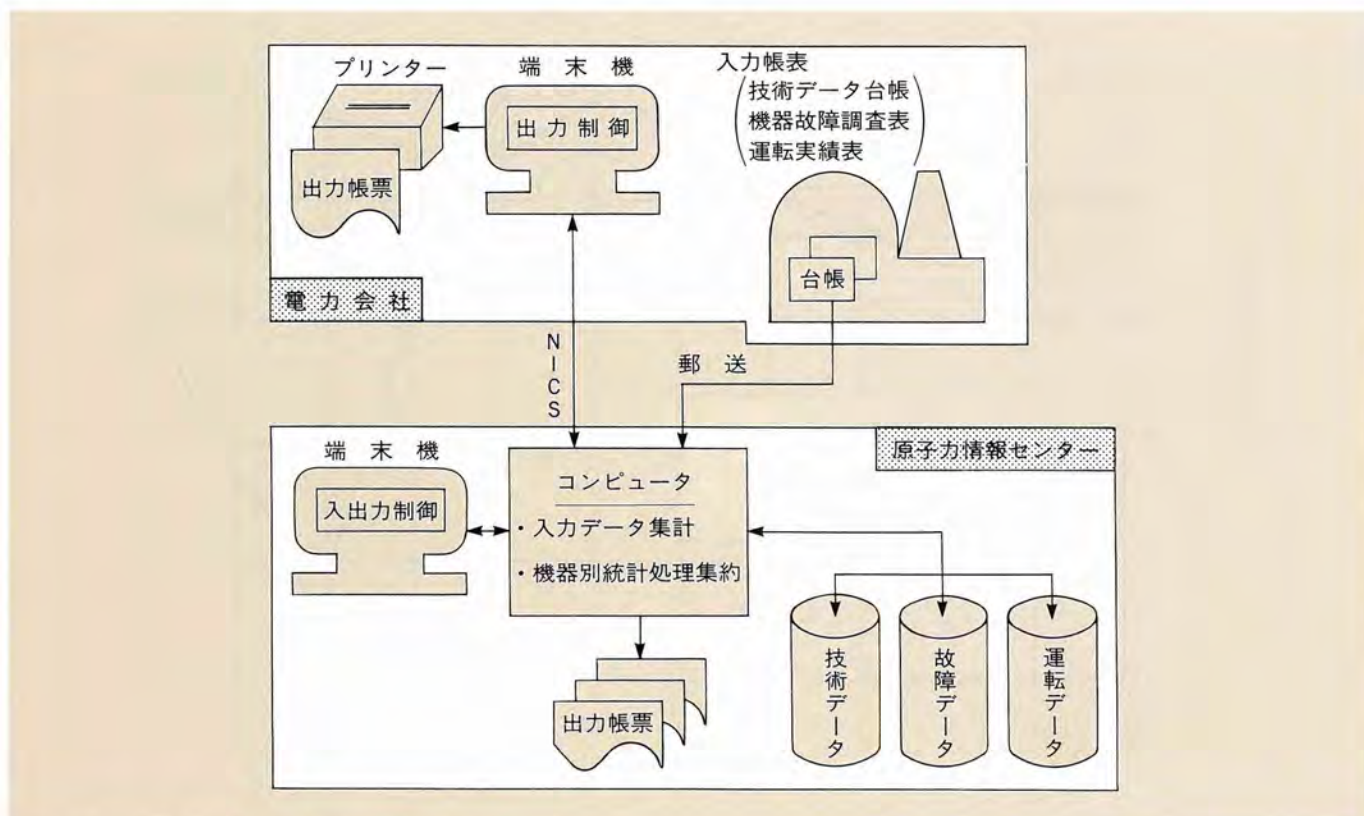 プリンター
端末機
出力制御
出力帳票
入力帳表
技術データ台帳
機器故障調査表
運転実績表
台帳
電力会社
NICS
郵送
原子力情報センター
端末機
入出力制御
コンピュータ
・入力データ集計
・機器別統計処理集約
出力帳票
技術データ
故障データ
運転データ